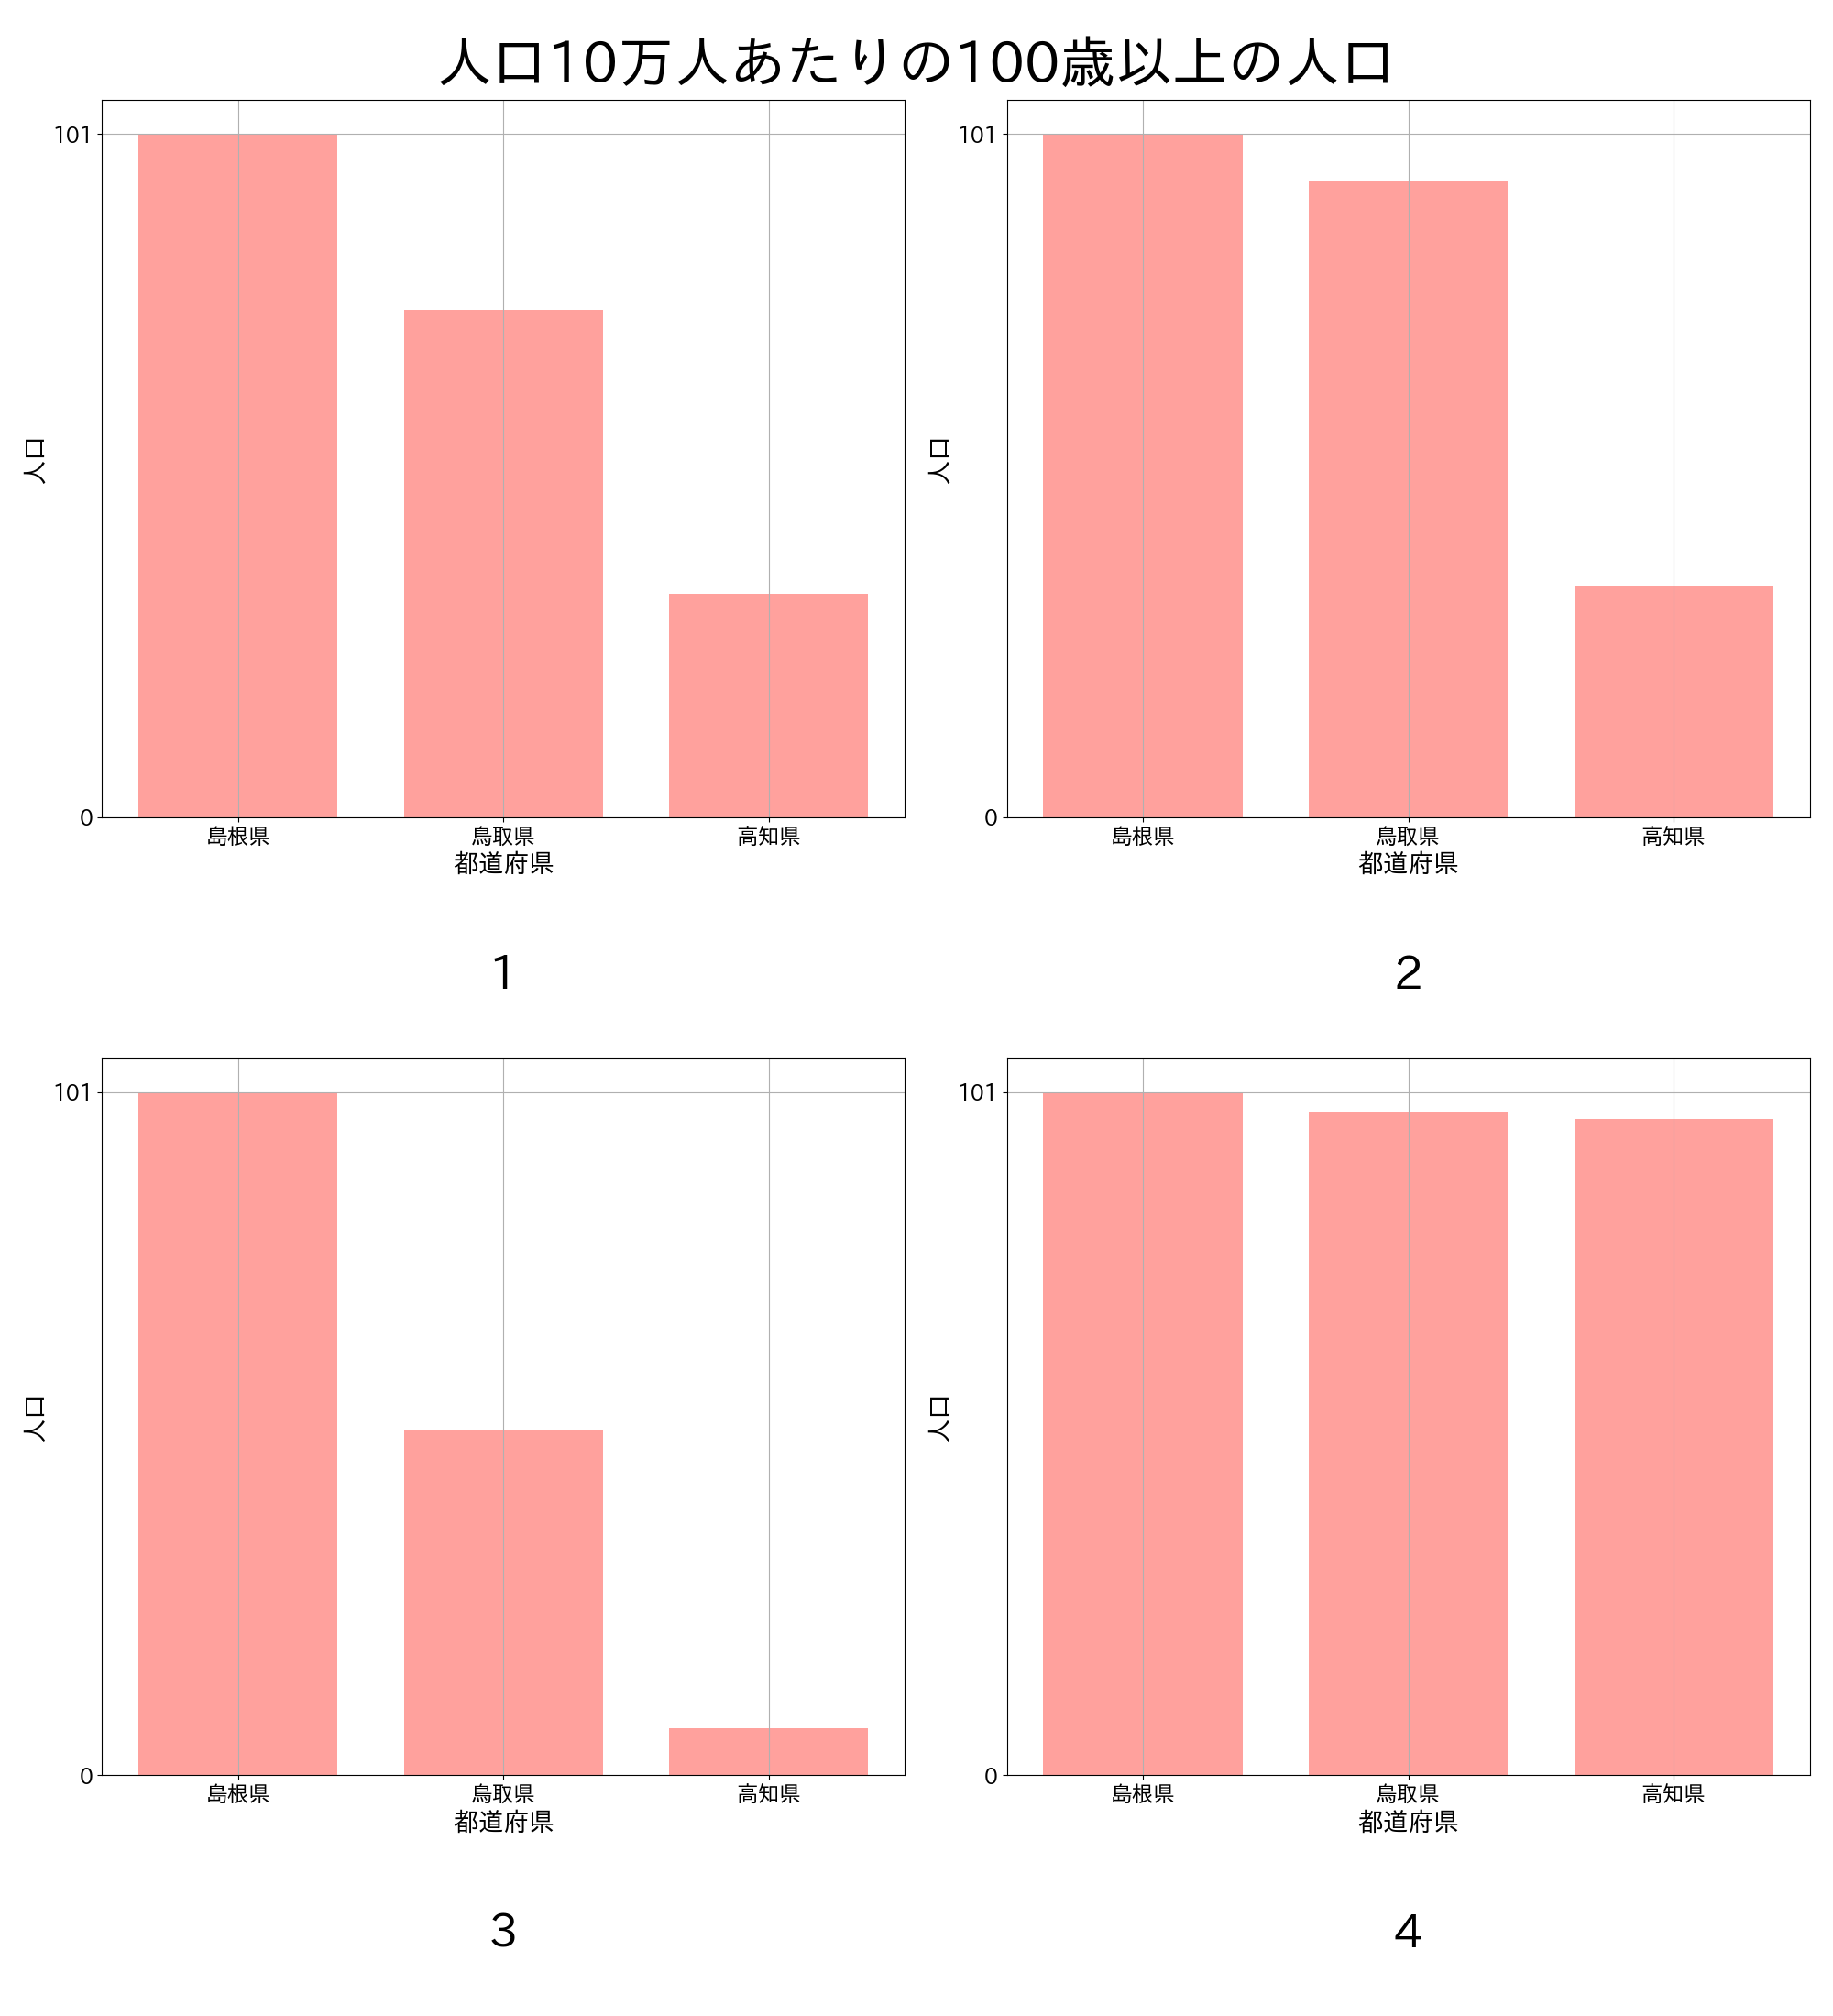 人口10万人あたりの100歳以上の人口
101
人口
0
島根県 鳥取県 高知県
都道府県
1
101
人口
0
島根県 鳥取県 高知県
都道府県
2
101
人口
0
島根県 鳥取県 高知県
都道府県
3
101
人口
0
島根県 鳥取県 高知県
都道府県
4